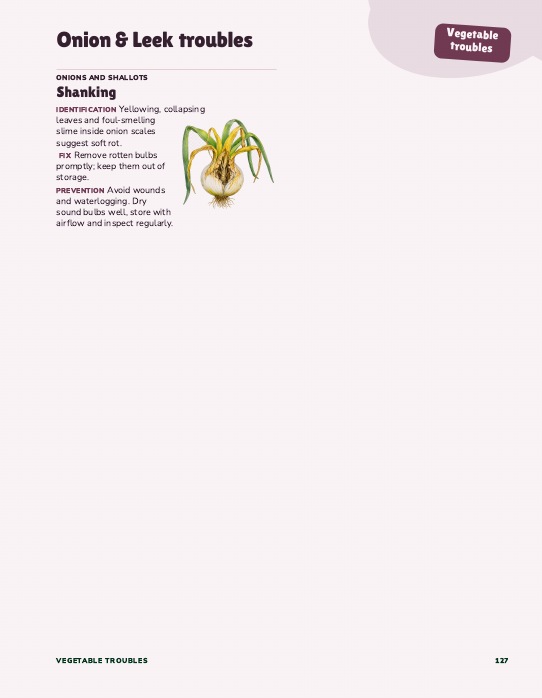 Onion & Leek troubles
Vegetable
troubles
ONIONS AND SHALLOTS
Shanking
IDENTIFICATION Yellowing, collapsing
leaves and foul-smelling
slime inside onion scales
suggest soft rot.
FIX Remove rotten bulbs
promptly; keep them out of
storage.
PREVENTION Avoid wounds
and waterlogging. Dry
sound bulbs well, store with
airflow and inspect regularly.
VEGETABLE TROUBLES
127